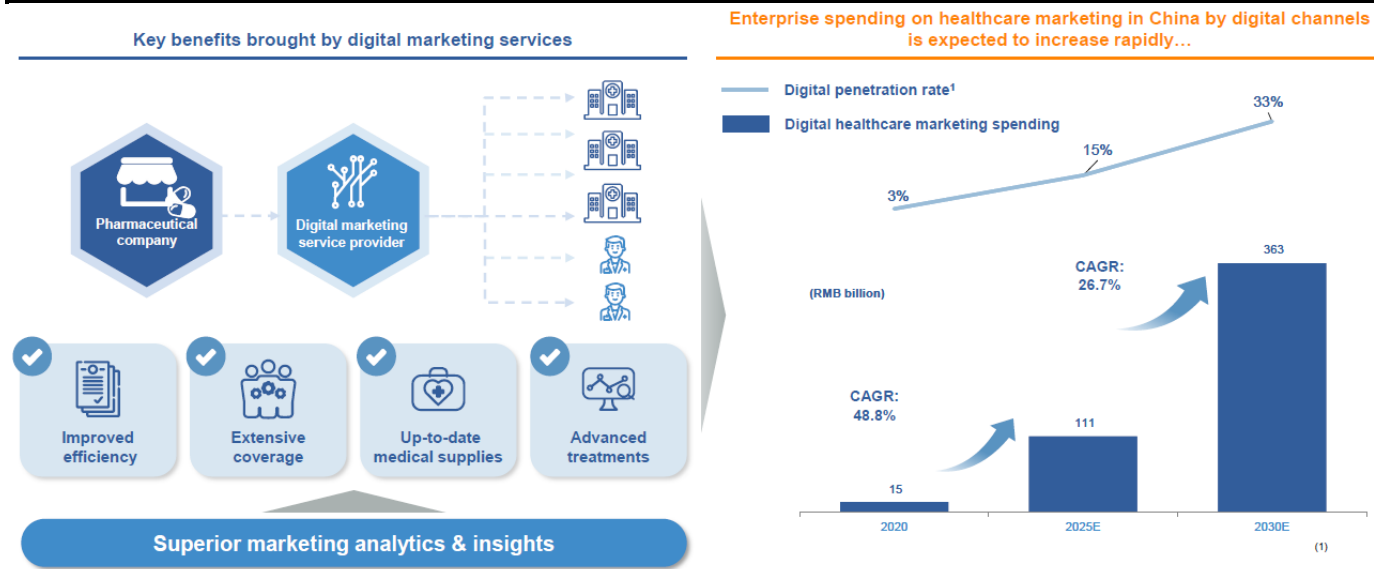 Key benefits brought by digital marketing services
Pharmaceutical
company
Digital marketing
service provider
Improved
efficiency
Extensive
coverage
Up-to-date
medical supplies
Advanced
treatments
Superior marketing analytics & insights
Enterprise spending on healthcare marketing in China by digital channels
is expected to increase rapidly…
Digital penetration rate¹
Digital healthcare marketing spending
3%
15%
33%
(RMB billion)
CAGR:
48.8%
CAGR:
26.7%
15
111
363
2020
2025E
2030E
(1)